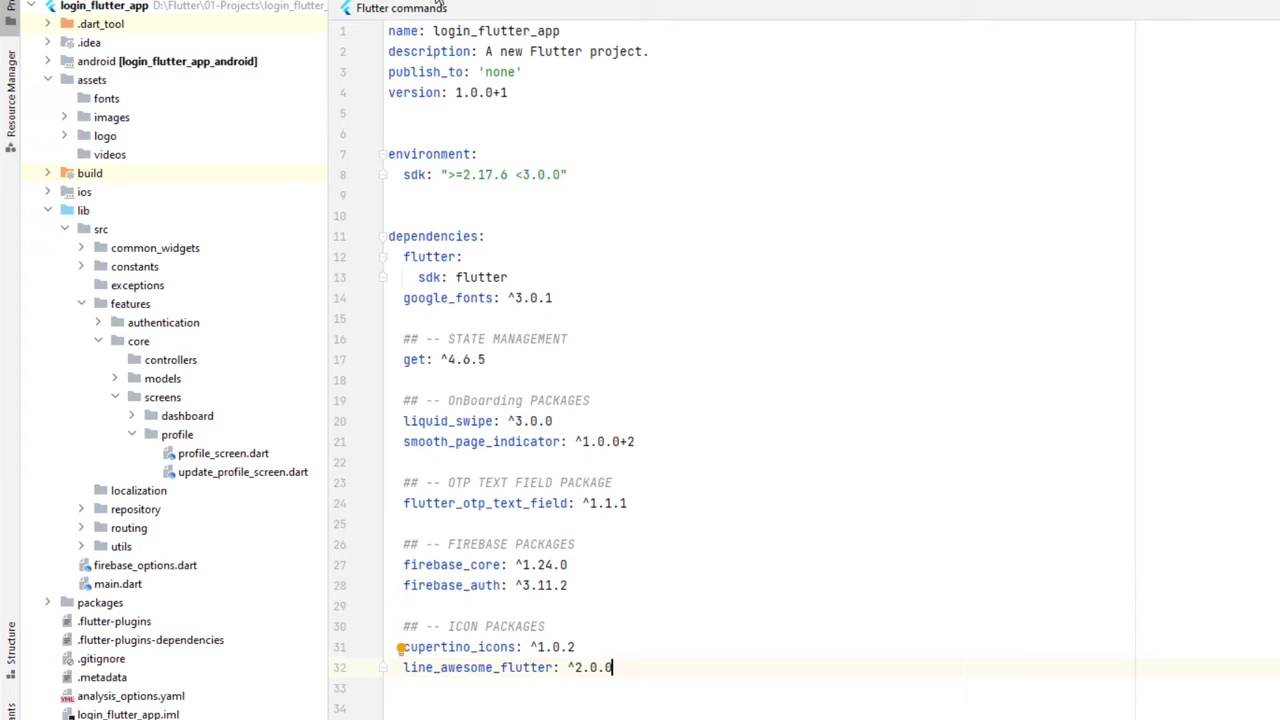 login_flutter_app D:\Flutter\01-Projects\login_flutter_
.dart_tool
.idea
android [login_flutter_app_android]
assets
fonts
images
logo
videos
build
ios
lib
src
common_widgets
constants
exceptions
features
authentication
core
controllers
models
screens
dashboard
profile
profile_screen.dart
update_profile_screen.dart
localization
repository
routing
utils
firebase_options.dart
main.dart
packages
.flutter-plugins
.flutter-plugins-dependencies
.gitignore
.metadata
analysis_options.yaml
login_flutter_app.iml
Resource Manager
Structure
Flutter commands
1 name: login_flutter_app
2 description: A new Flutter project.
3 publish_to: 'none'
4 version: 1.0.0+1
5
6
7 environment:
8 sdk: ">=2.17.6 <3.0.0"
9
10
11 dependencies:
12 flutter:
13 sdk: flutter
14 google_fonts: ^3.0.1
15
16 ## -- STATE MANAGEMENT
17 get: ^4.6.5
18
19 ## -- OnBoarding PACKAGES
20 liquid_swipe: ^3.0.0
21 smooth_page_indicator: ^1.0.0+2
22
23 ## -- OTP TEXT FIELD PACKAGE
24 flutter_otp_text_field: ^1.1.1
25
26 ## -- FIREBASE PACKAGES
27 firebase_core: ^1.24.0
28 firebase_auth: ^3.11.2
29
30 ## -- ICON PACKAGES
31 cupertino_icons: ^1.0.2
32 line_awesome_flutter: ^2.0.0
33
34